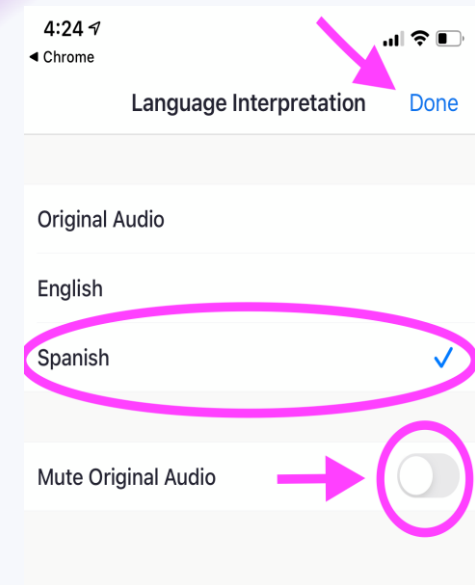 4:24
◀ Chrome
Language Interpretation Done
Original Audio
English
Spanish
Mute Original Audio